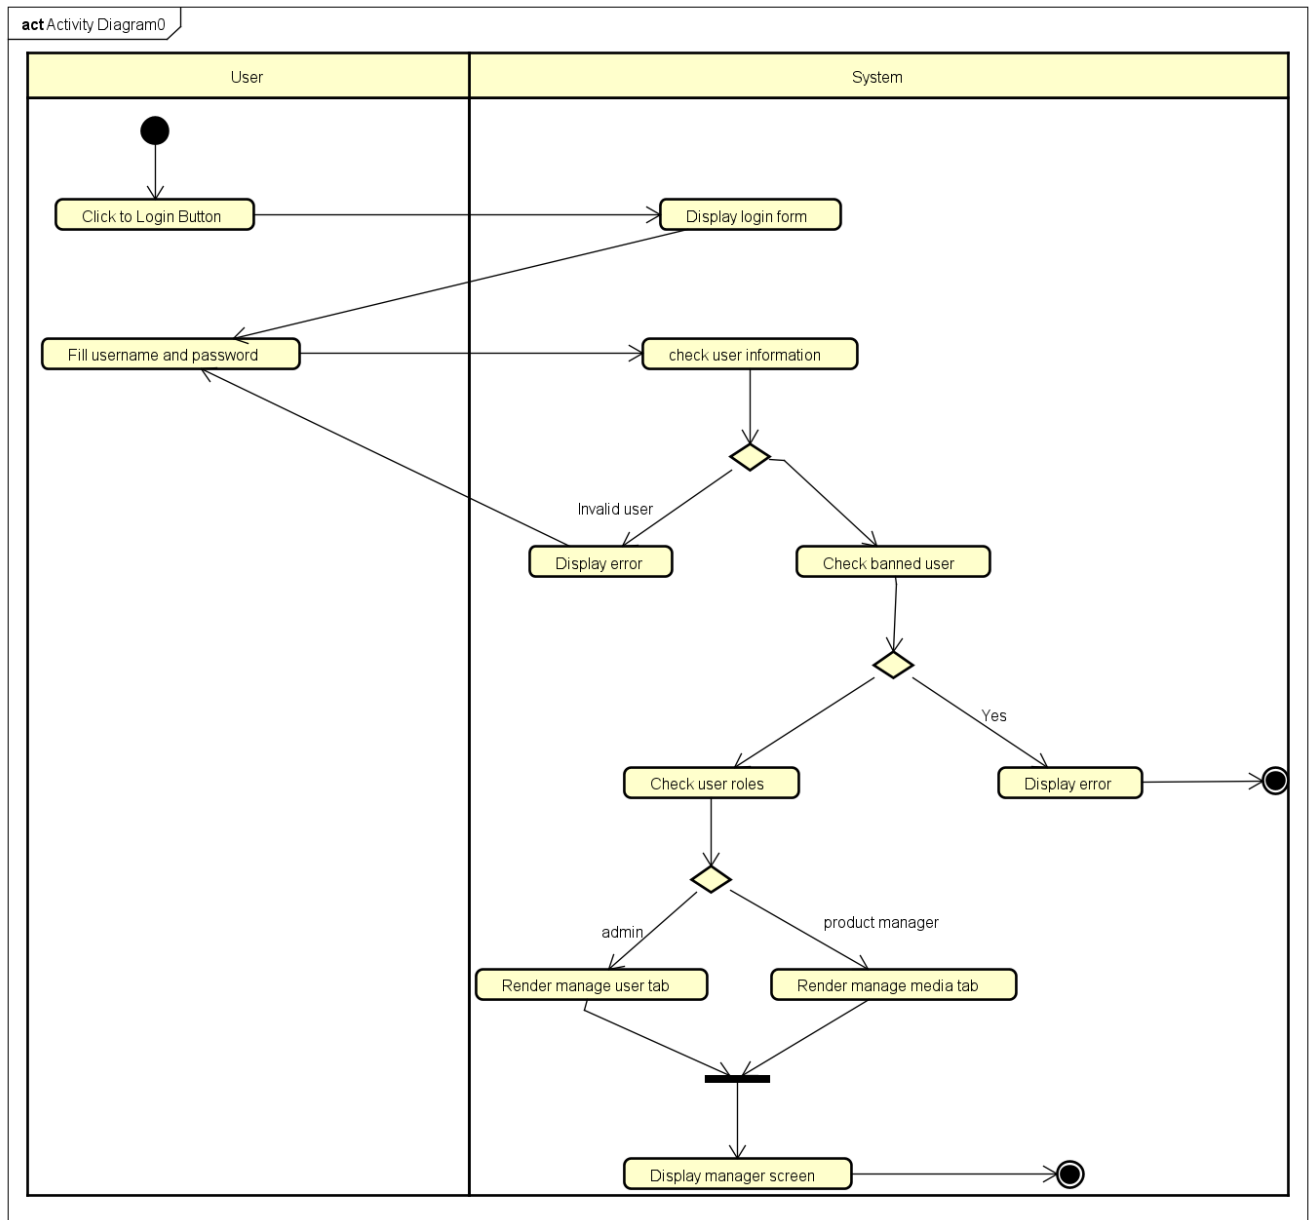 act Activity Diagram0
User
System
Click to Login Button
Display login form
Fill username and password
check user information
Invalid user
Display error
Check banned user
Yes
Check user roles
Display error
admin
product manager
Render manage user tab
Render manage media tab
Display manager screen